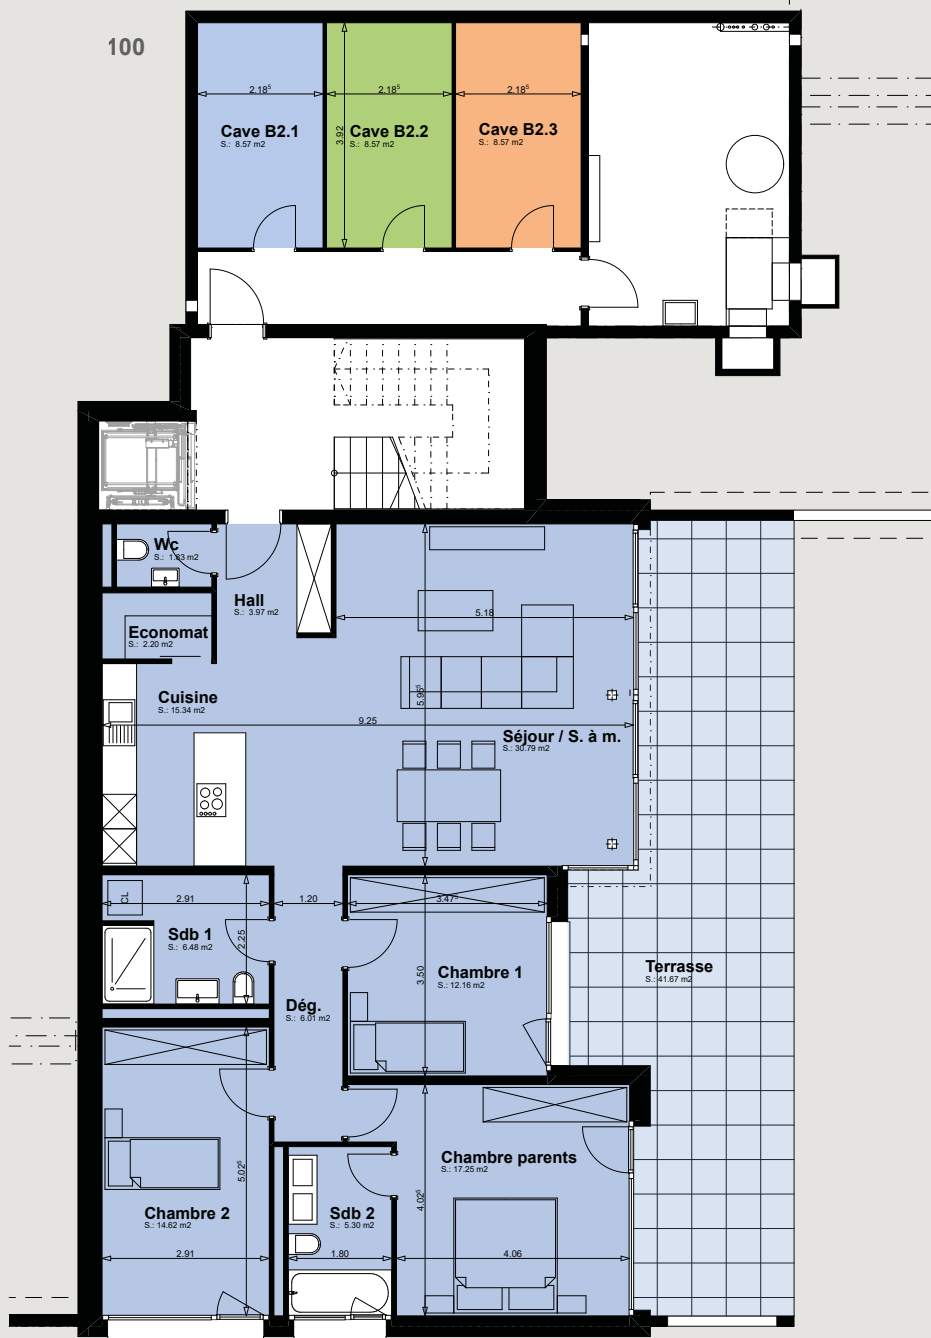 100
2.18⁵
2.18⁵
2.18⁵
Cave B2.1
S.: 8.57 m2
3.92
Cave B2.2
S.: 8.57 m2
Cave B2.3
S.: 8.57 m2
Wc
S.: 1.83 m2
Hall
S.: 3.97 m2
5.18
Economat
S.: 2.20 m2
Cuisine
S.: 15.34 m2
5.95⁵
9.25
Séjour / S. à m.
S.: 30.79 m2
CL
2.91
1.20
3.47⁵
Sdb 1
S.: 6.48 m2
2.25
Chambre 1
S.: 12.16 m2
3.50
Terrasse
S.: 41.67 m2
Dég.
S.: 6.01 m2
Chambre parents
S.: 17.25 m2
5.02⁵
4.02⁵
Chambre 2
S.: 14.62 m2
Sdb 2
S.: 5.30 m2
2.91
1.80
4.06